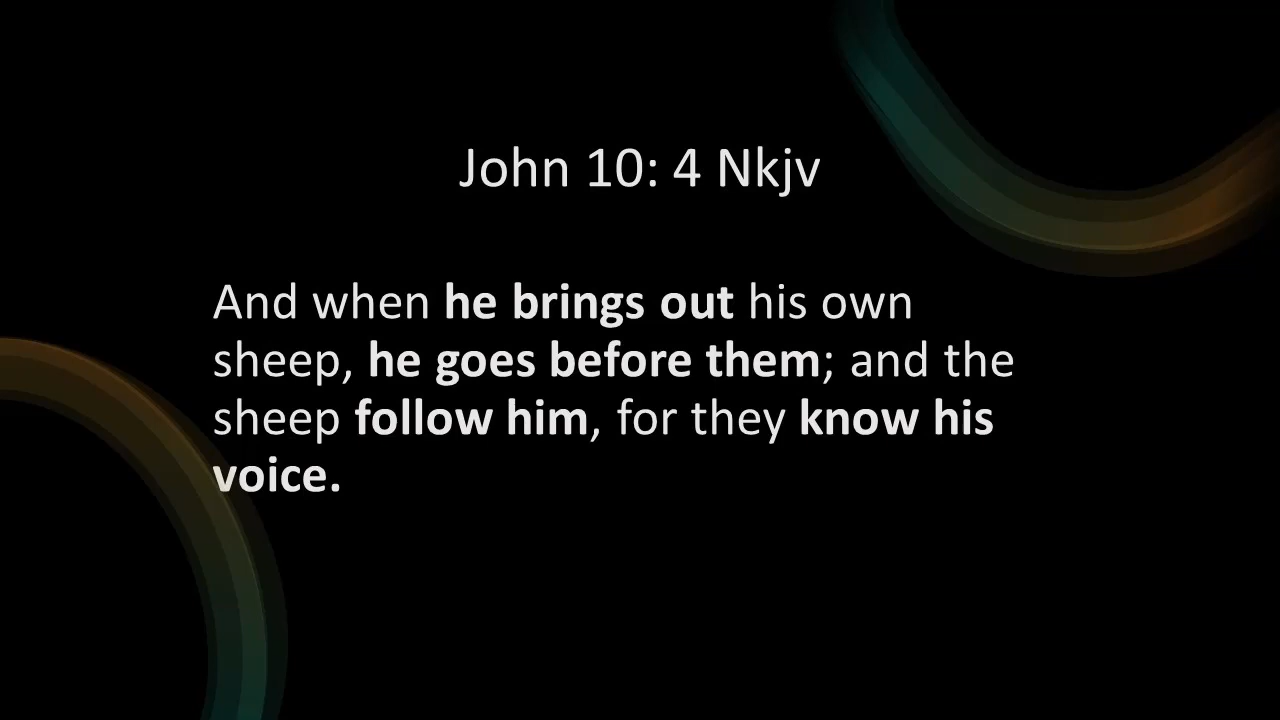 John 10: 4 Nkjv
And when he brings out his own
sheep, he goes before them; and the
sheep follow him, for they know his
voice.